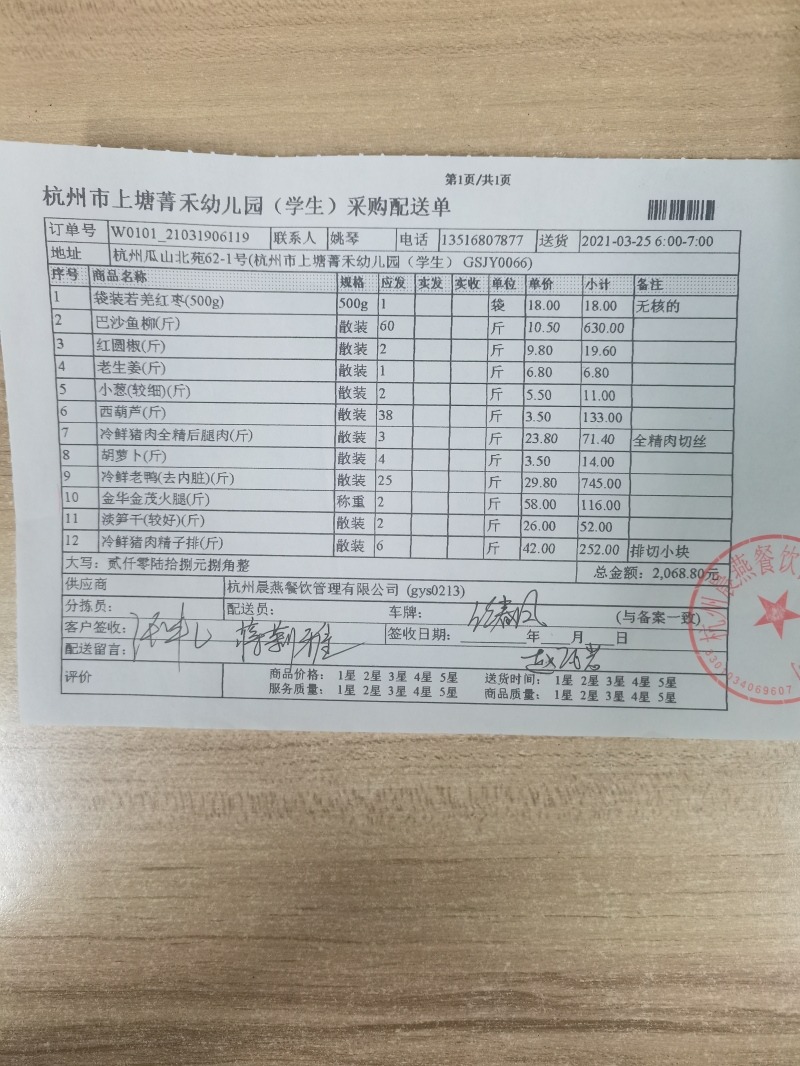 第1页/共1页
杭州市上塘菁禾幼儿园（学生）采购配送单
订单号 W0101_21031906119 联系人 姚琴 电话 13516807877 送货 2021-03-25 6:00-7:00
地址 杭州瓜山北苑62-1号(杭州市上塘菁禾幼儿园（学生） GSJY0066)
序号 商品名称 规格 应发 实发 实收 单位 单价 小计 备注
1 袋装若羌红枣(500g) 500g 1 袋 18.00 18.00 无核的
2 巴沙鱼柳(斤) 散装 60 斤 10.50 630.00
3 红圆椒(斤) 散装 2 斤 9.80 19.60
4 老生姜(斤) 散装 1 斤 6.80 6.80
5 小葱(较细)(斤) 散装 2 斤 5.50 11.00
6 西葫芦(斤) 散装 38 斤 3.50 133.00
7 冷鲜猪肉全精后腿肉(斤) 散装 3 斤 23.80 71.40 全精肉切丝
8 胡萝卜(斤) 散装 4 斤 3.50 14.00
9 冷鲜老鸭(去内脏)(斤) 散装 25 斤 29.80 745.00
10 金华金茂火腿(斤) 称重 2 斤 58.00 116.00
11 淡笋干(较好)(斤) 散装 2 斤 26.00 52.00
12 冷鲜猪肉精子排(斤) 散装 6 斤 42.00 252.00 排切小块
大写：贰仟零陆拾捌元捌角整 总金额：2,068.80元
供应商 杭州晨燕餐饮管理有限公司 (gys0213)
分拣员： 配送员： 车牌： (与备案一致)
客户签收： 签收日期： 年 月 日
配送留言：
评价 商品价格： 1星 2星 3星 4星 5星 送货时间： 1星 2星 3星 4星 5星
服务质量： 1星 2星 3星 4星 5星 商品质量： 1星 2星 3星 4星 5星
杭州晨燕餐饮